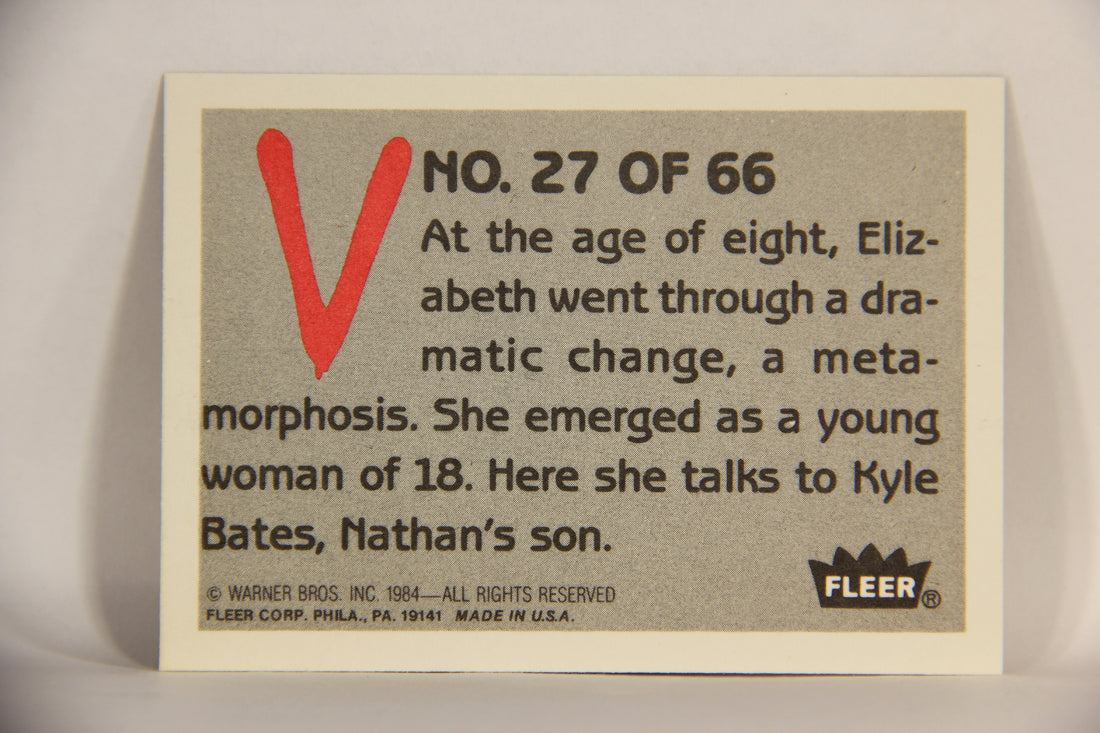 V
NO. 27 OF 66
At the age of eight, Eliz-
abeth went through a dra-
matic change, a meta-
morphosis. She emerged as a young
woman of 18. Here she talks to Kyle
Bates, Nathan's son.
© WARNER BROS. INC. 1984—ALL RIGHTS RESERVED
FLEER CORP. PHILA., PA. 19141 MADE IN U.S.A.
FLEER®